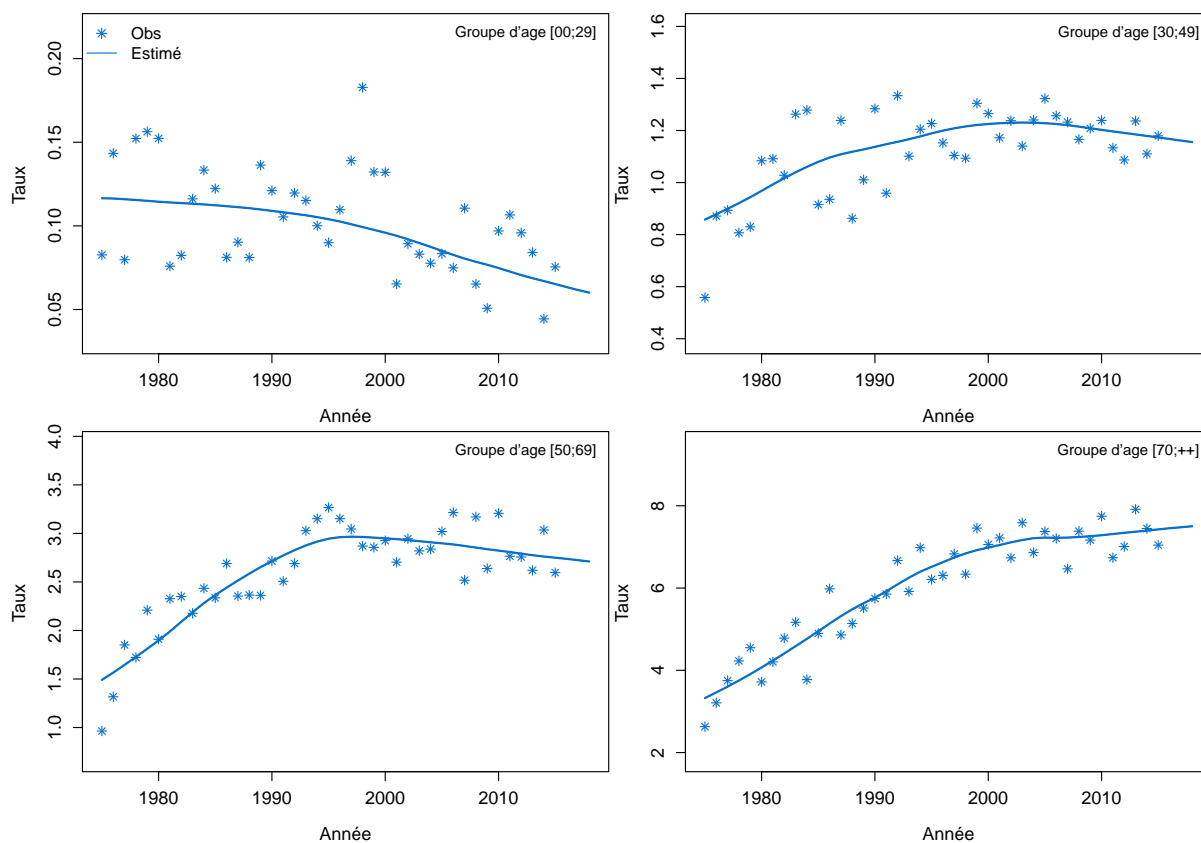 Obs
Estimé
Groupe d'age [00;29]
Taux
0.20
0.15
0.10
0.05
1980 1990 2000 2010
Année
Groupe d'age [30;49]
Taux
1.6
1.4
1.2
1.0
0.8
0.6
0.4
1980 1990 2000 2010
Année
Groupe d'age [50;69]
Taux
4.0
3.5
3.0
2.5
2.0
1.5
1.0
1980 1990 2000 2010
Année
Groupe d'age [70;++]
Taux
8
6
4
2
1980 1990 2000 2010
Année